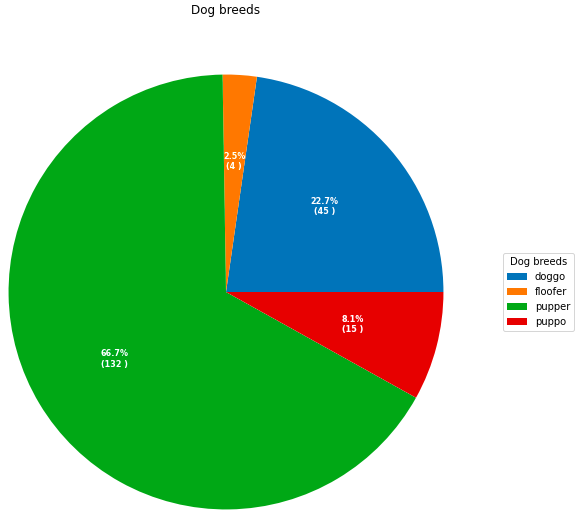 Dog breeds
2.5%
(4 )
22.7%
(45 )
8.1%
(15 )
66.7%
(132 )
Dog breeds
doggo
floofer
pupper
puppo